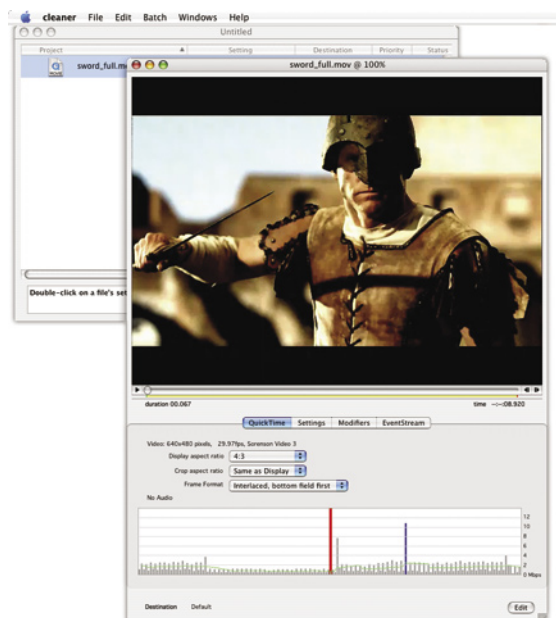 cleaner File Edit Batch Windows Help
Untitled
Project Setting Destination Priority Status
sword_full.m
sword_full.mov @ 100%
Double-click on a file's set
duration 00.067 time --:--:08.920
QuickTime Settings Modifiers EventStream
Video: 640x480 pixels, 29.97fps, Sorenson Video 3
Display aspect ratio 4:3
Crop aspect ratio Same as Display
Frame Format Interlaced, bottom field first
No Audio
12
10
8
6
4
2
0 Mbps
Destination Default Edit